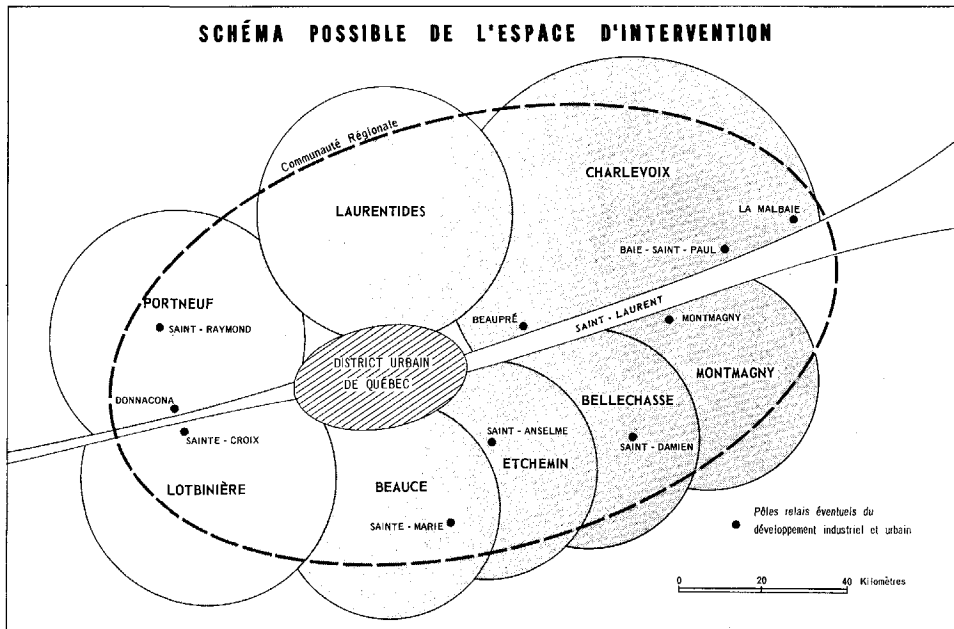 SCHÉMA POSSIBLE DE L'ESPACE D'INTERVENTION
Communauté Régionale
CHARLEVOIX
LAURENTIDES
LA MALBAIE
BAIE-SAINT-PAUL
PORTNEUF
SAINT-RAYMOND
BEAUPRÉ
SAINT-LAURENT
MONTMAGNY
DISTRICT URBAIN
DE QUÉBEC
MONTMAGNY
BELLECHASSE
DONNACONA
SAINTE-CROIX
SAINT-ANSELME
SAINT-DAMIEN
ETCHEMIN
LOTBINIÈRE
BEAUCE
SAINTE-MARIE
Pôles relais éventuels du
développement industriel et urbain
0 20 40 Kilomètres